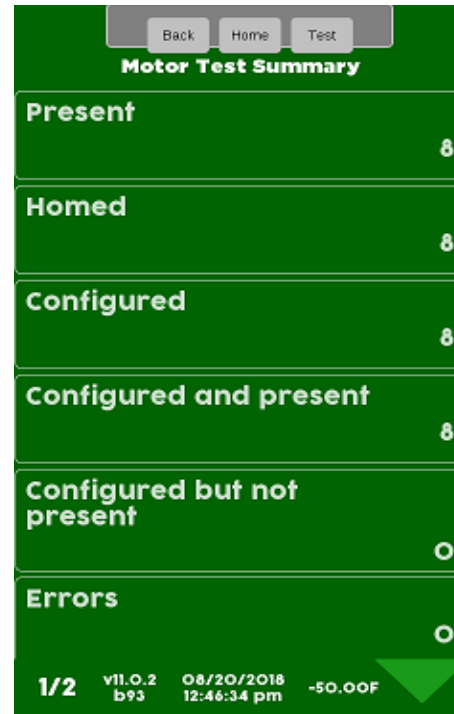 Back Home Test
Motor Test Summary
Present
8
Homed
8
Configured
8
Configured and present
8
Configured but not
present
0
Errors
0
1/2 v11.0.2 08/20/2018 -50.00F
b93 12:46:34 pm